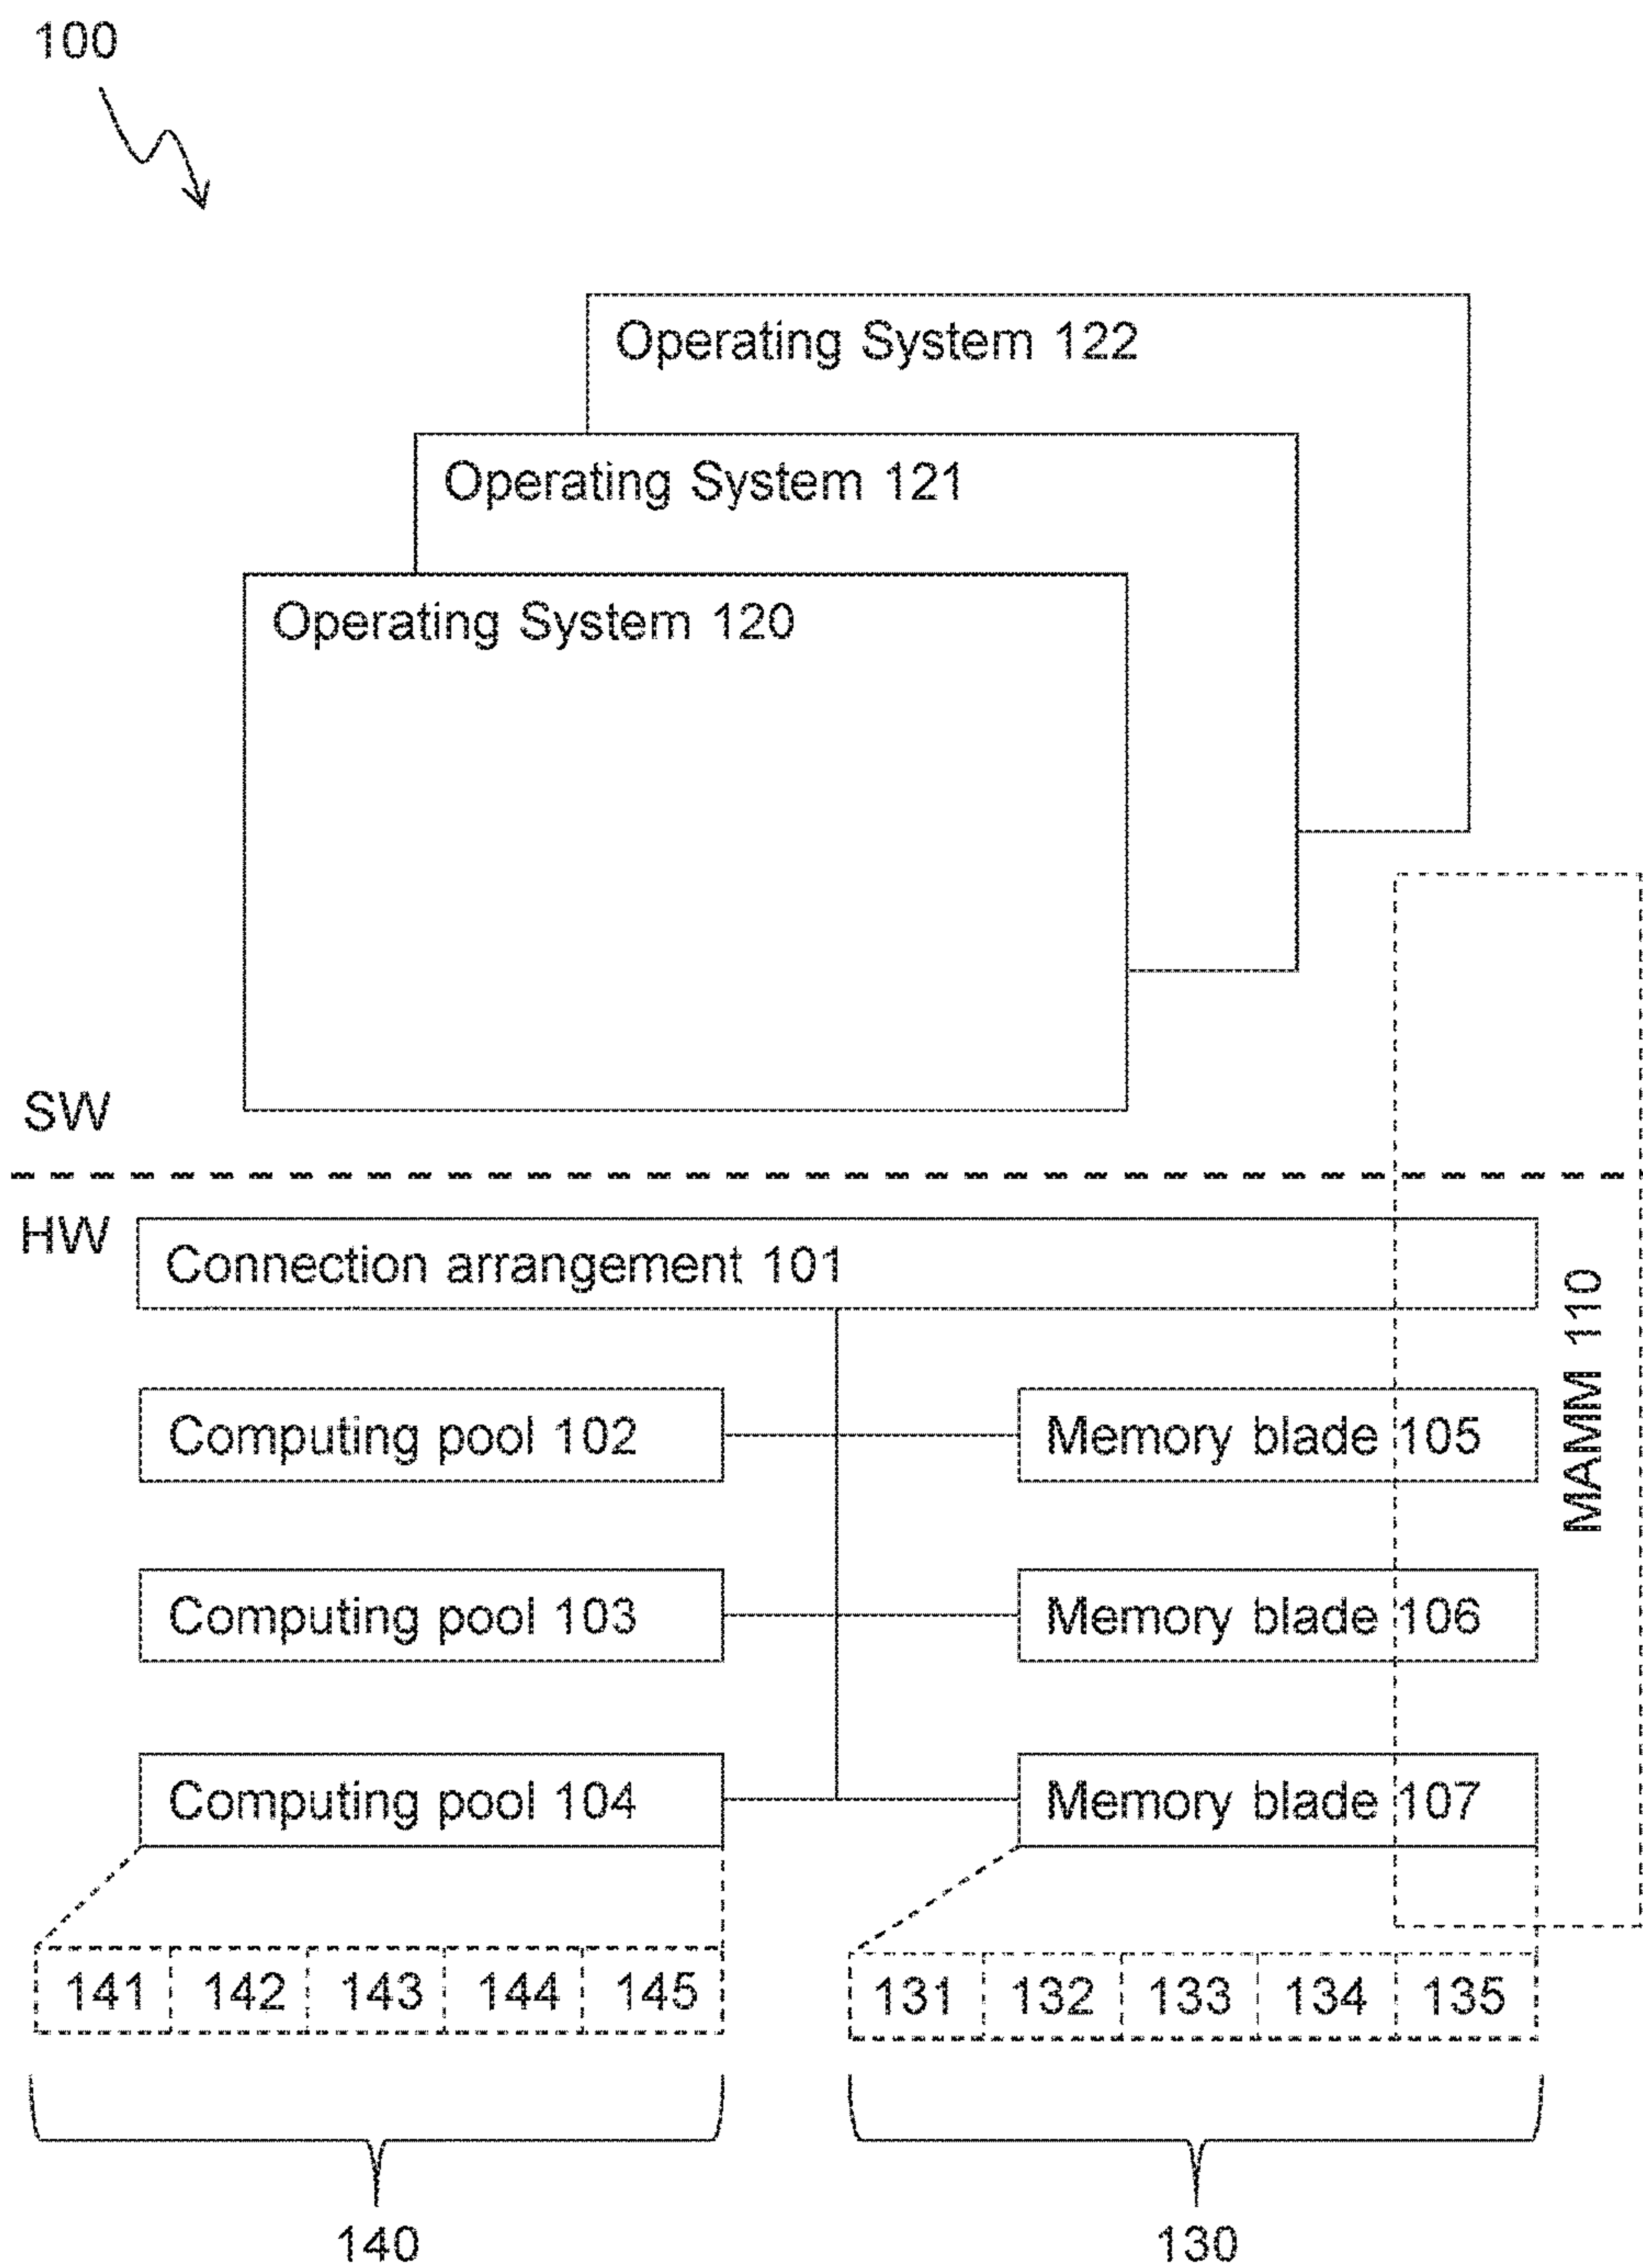 100
Operating System 122
Operating System 121
Operating System 120
SW
HW
Connection arrangement 101
MAMM 110
Computing pool 102
Memory blade 105
Computing pool 103
Memory blade 106
Computing pool 104
Memory blade 107
141 142 143 144 145
131 132 133 134 135
140
130